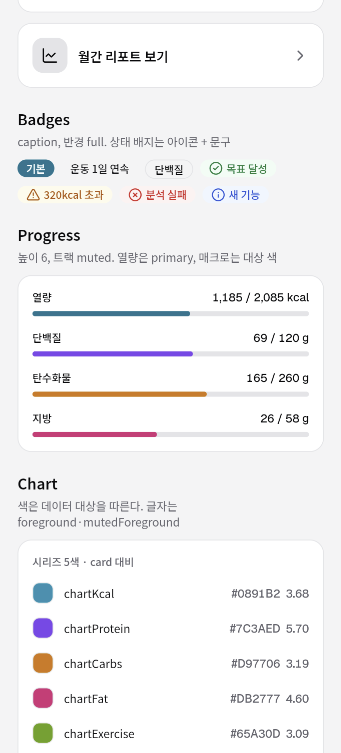 월간 리포트 보기
Badges
caption, 반경 full. 상태 배지는 아이콘 + 문구
기본 운동 1일 연속 단백질 목표 달성
320kcal 초과 분석 실패 새 기능
Progress
높이 6, 트랙 muted. 열량은 primary, 매크로는 대상 색
열량 1,185 / 2,085 kcal
단백질 69 / 120 g
탄수화물 165 / 260 g
지방 26 / 58 g
Chart
색은 데이터 대상을 따른다. 글자는
foreground·mutedForeground
시리즈 5색 · card 대비
chartKcal #0891B2 3.68
chartProtein #7C3AED 5.70
chartCarbs #D97706 3.19
chartFat #DB2777 4.60
chartExercise #65A30D 3.09